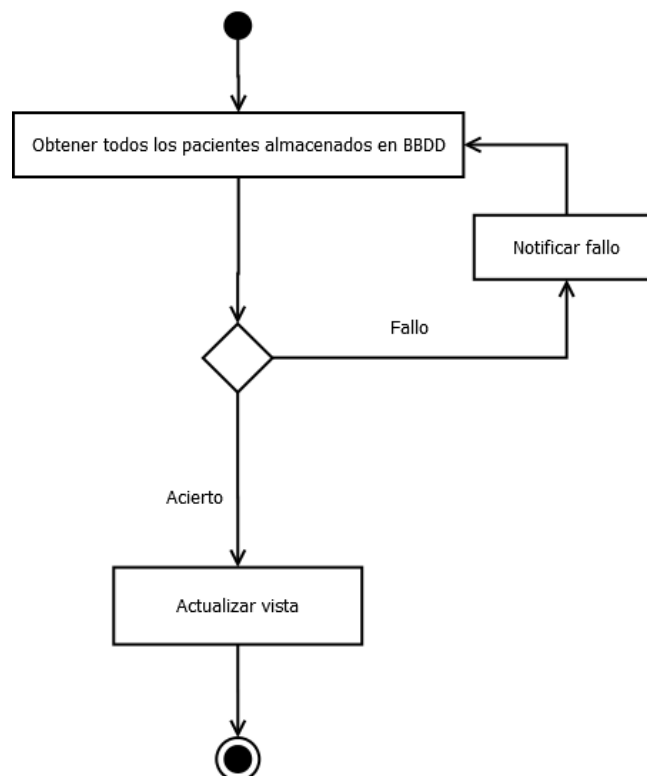 Obtener todos los pacientes almacenados en BBDD
Notificar fallo
Fallo
Acierto
Actualizar vista